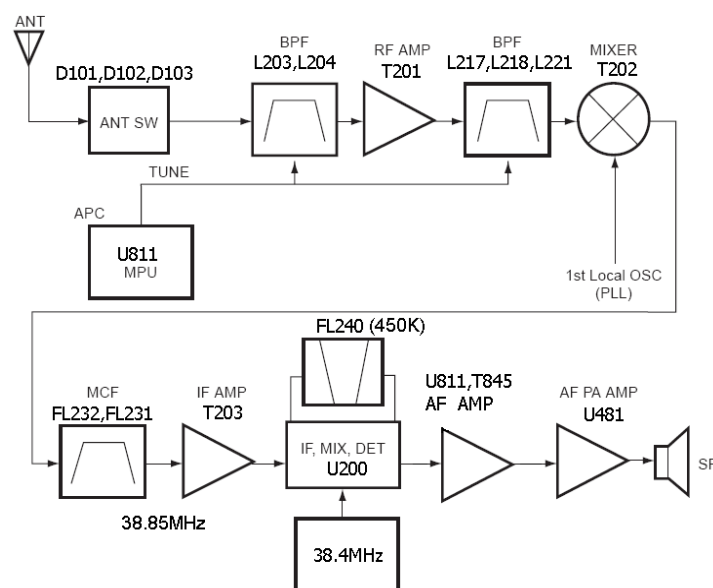 ANT
D101,D102,D103
ANT SW
BPF
L203,L204
RF AMP
T201
BPF
L217,L218,L221
MIXER
T202
TUNE
APC
U811
MPU
1st Local OSC
(PLL)
FL240 (450K)
MCF
FL232,FL231
38.85MHz
IF AMP
T203
IF, MIX, DET
U200
38.4MHz
U811,T845
AF AMP
AF PA AMP
U481